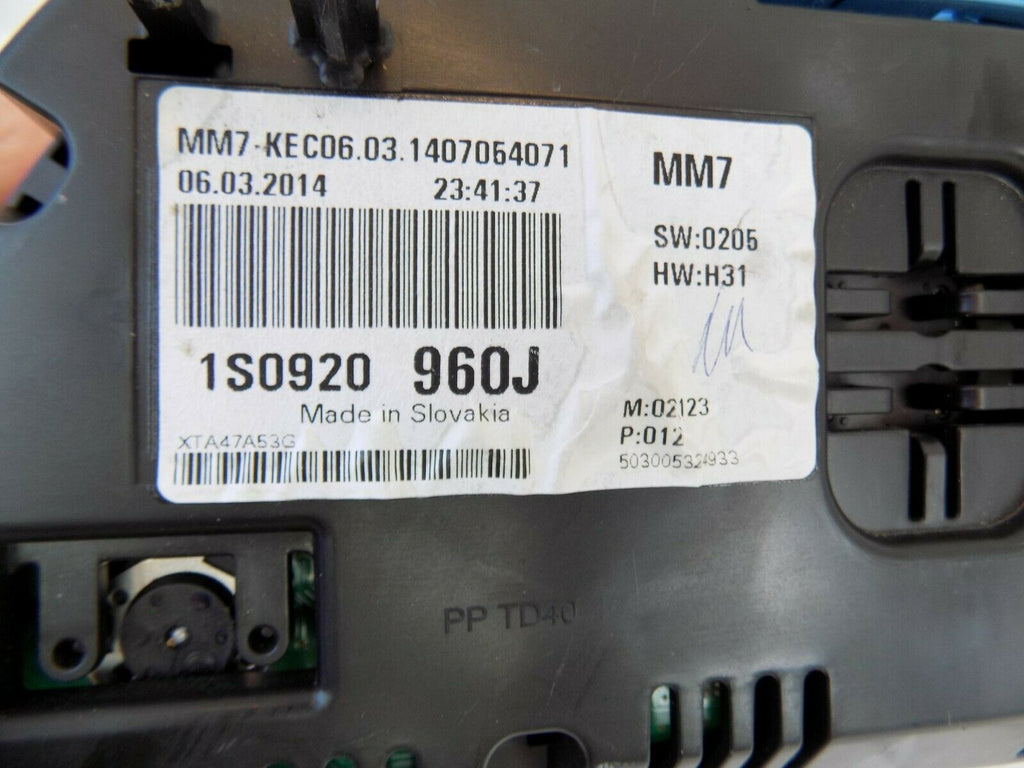 MM7-KEC06.03.1407064071
06.03.2014 23:41:37
1S0920 960J
Made in Slovakia
XTA47A53G
MM7
SW:0205
HW:H31
M:02123
P:012
PP TD40